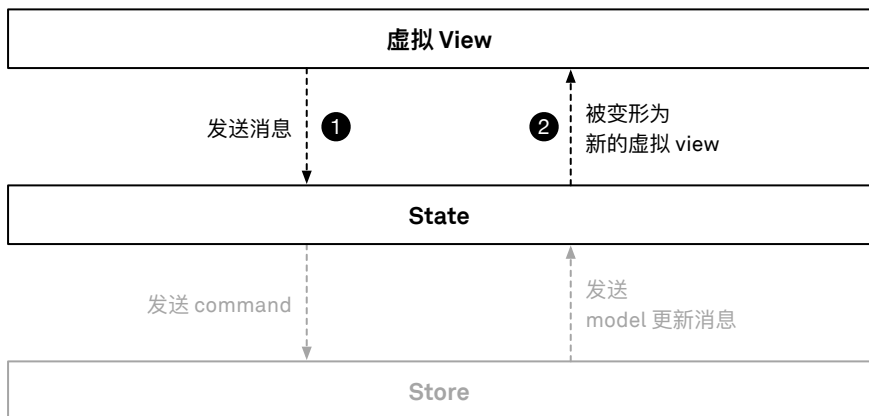 虚拟 View
发送消息
1
2
被变形为
新的虚拟 view
State
发送 command
发送
model 更新消息
Store